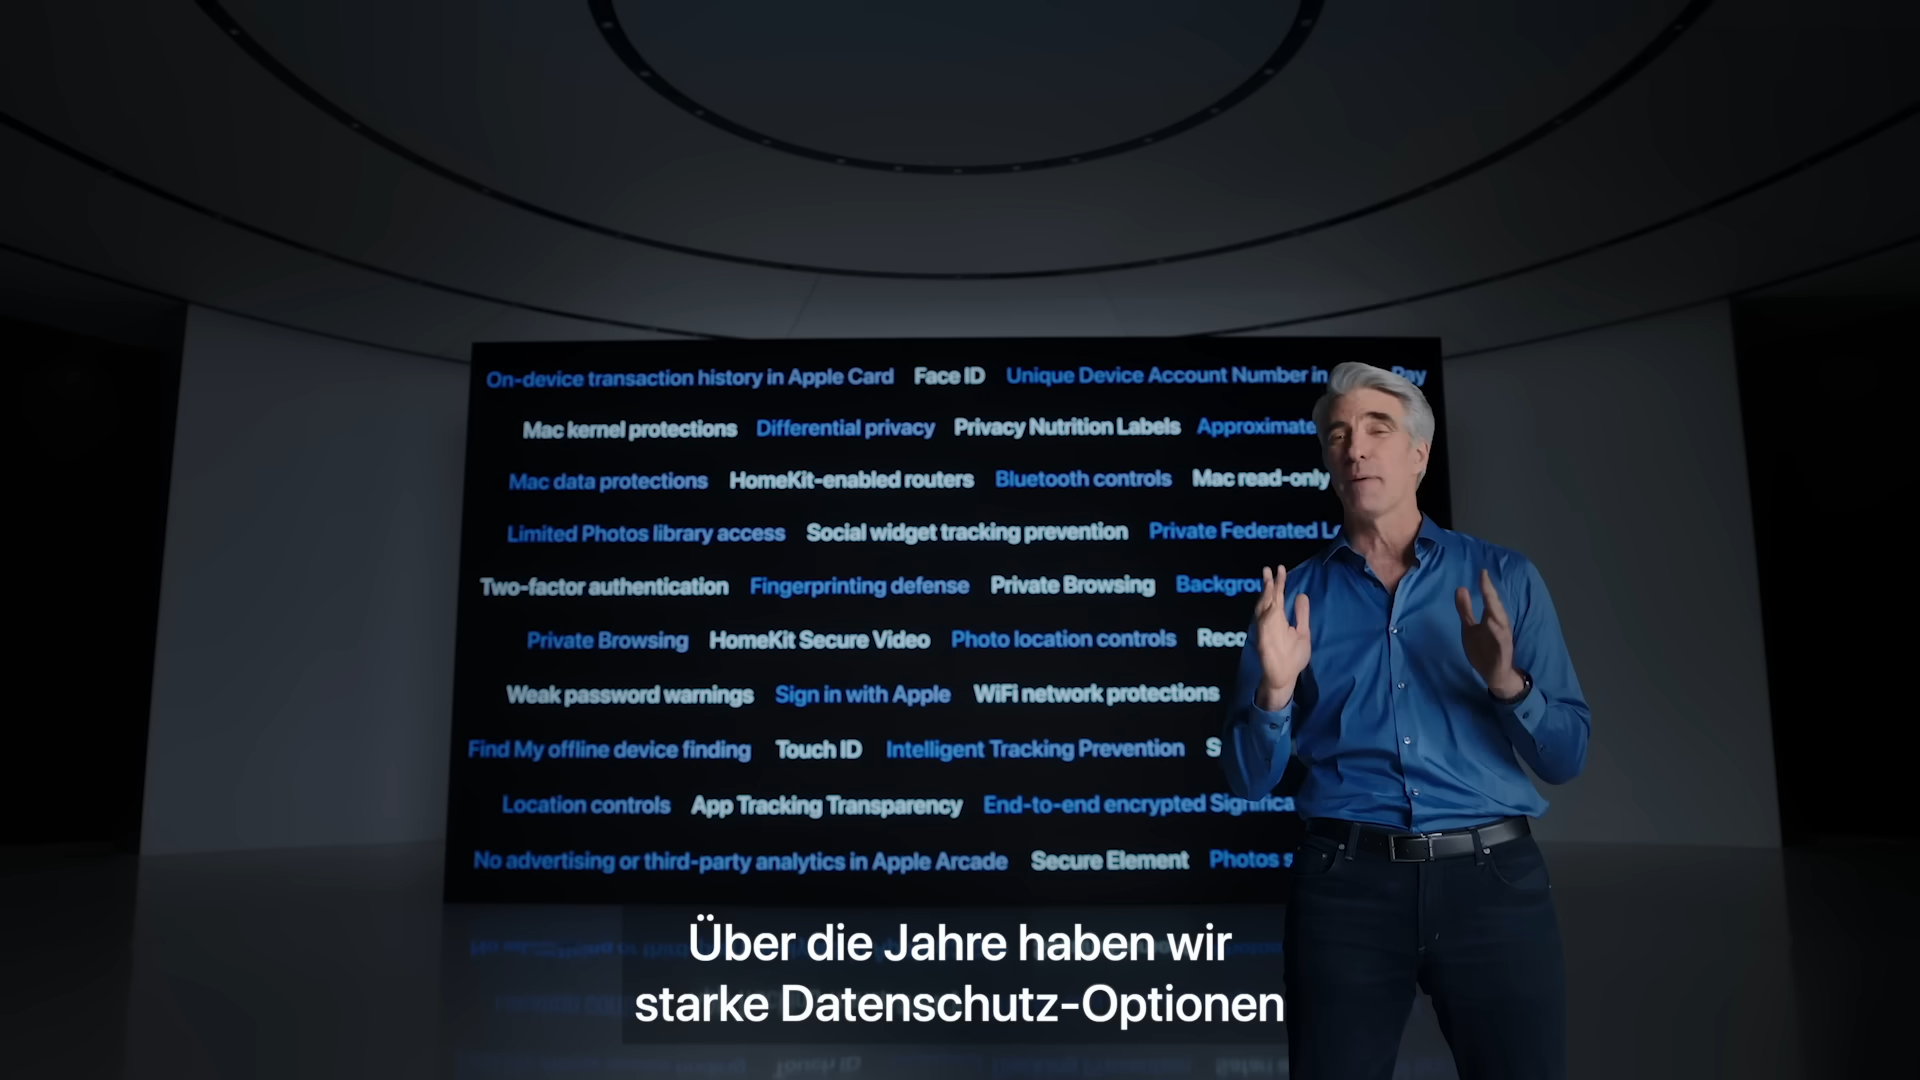 On-device transaction history in Apple Card Face ID Unique Device Account Number in Pay
Mac kernel protections Differential privacy Privacy Nutrition Labels Approximate
Mac data protections HomeKit-enabled routers Bluetooth controls Mac read-only
Limited Photos library access Social widget tracking prevention Private Federated
Two-factor authentication Fingerprinting defense Private Browsing
Private Browsing HomeKit Secure Video Photo location controls
Weak password warnings Sign in with Apple WiFi network protections
Find My offline device finding Touch ID Intelligent Tracking Prevention
Location controls App Tracking Transparency End-to-end encrypted
No advertising or third-party analytics in Apple Arcade Secure Element Photos
Über die Jahre haben wir
starke Datenschutz-Optionen